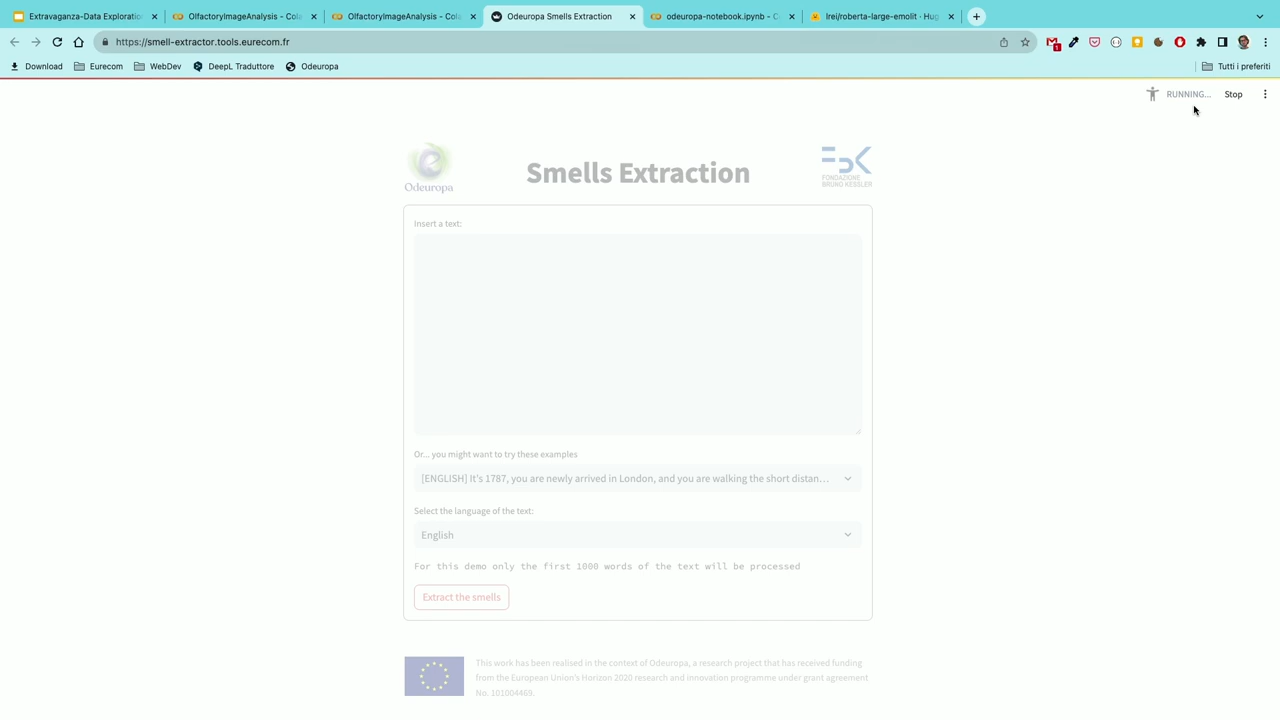 Extravaganza-Data Exploratio
OlfactoryImageAnalysis - Cola
OlfactoryImageAnalysis - Cola
Odeuropa Smells Extraction
odeuropa-notebook.ipynb - C
lrei/roberta-large-emolit · Hug
https://smell-extractor.tools.eurecom.fr
1
Download
Eurecom
WebDev
DeepL Traduttore
Odeuropa
Tutti i preferiti
RUNNING...
Stop
Odeuropa
Smells Extraction
FONDAZIONE
BRUNO KESSLER
Insert a text:
Or... you might want to try these examples
[ENGLISH] It's 1787, you are newly arrived in London, and you are walking the short distan...
Select the language of the text:
English
For this demo only the first 1000 words of the text will be processed
Extract the smells
This work has been realised in the context of Odeuropa, a research project that has received funding
from the European Union's Horizon 2020 research and innovation programme under grant agreement
No. 101004469.